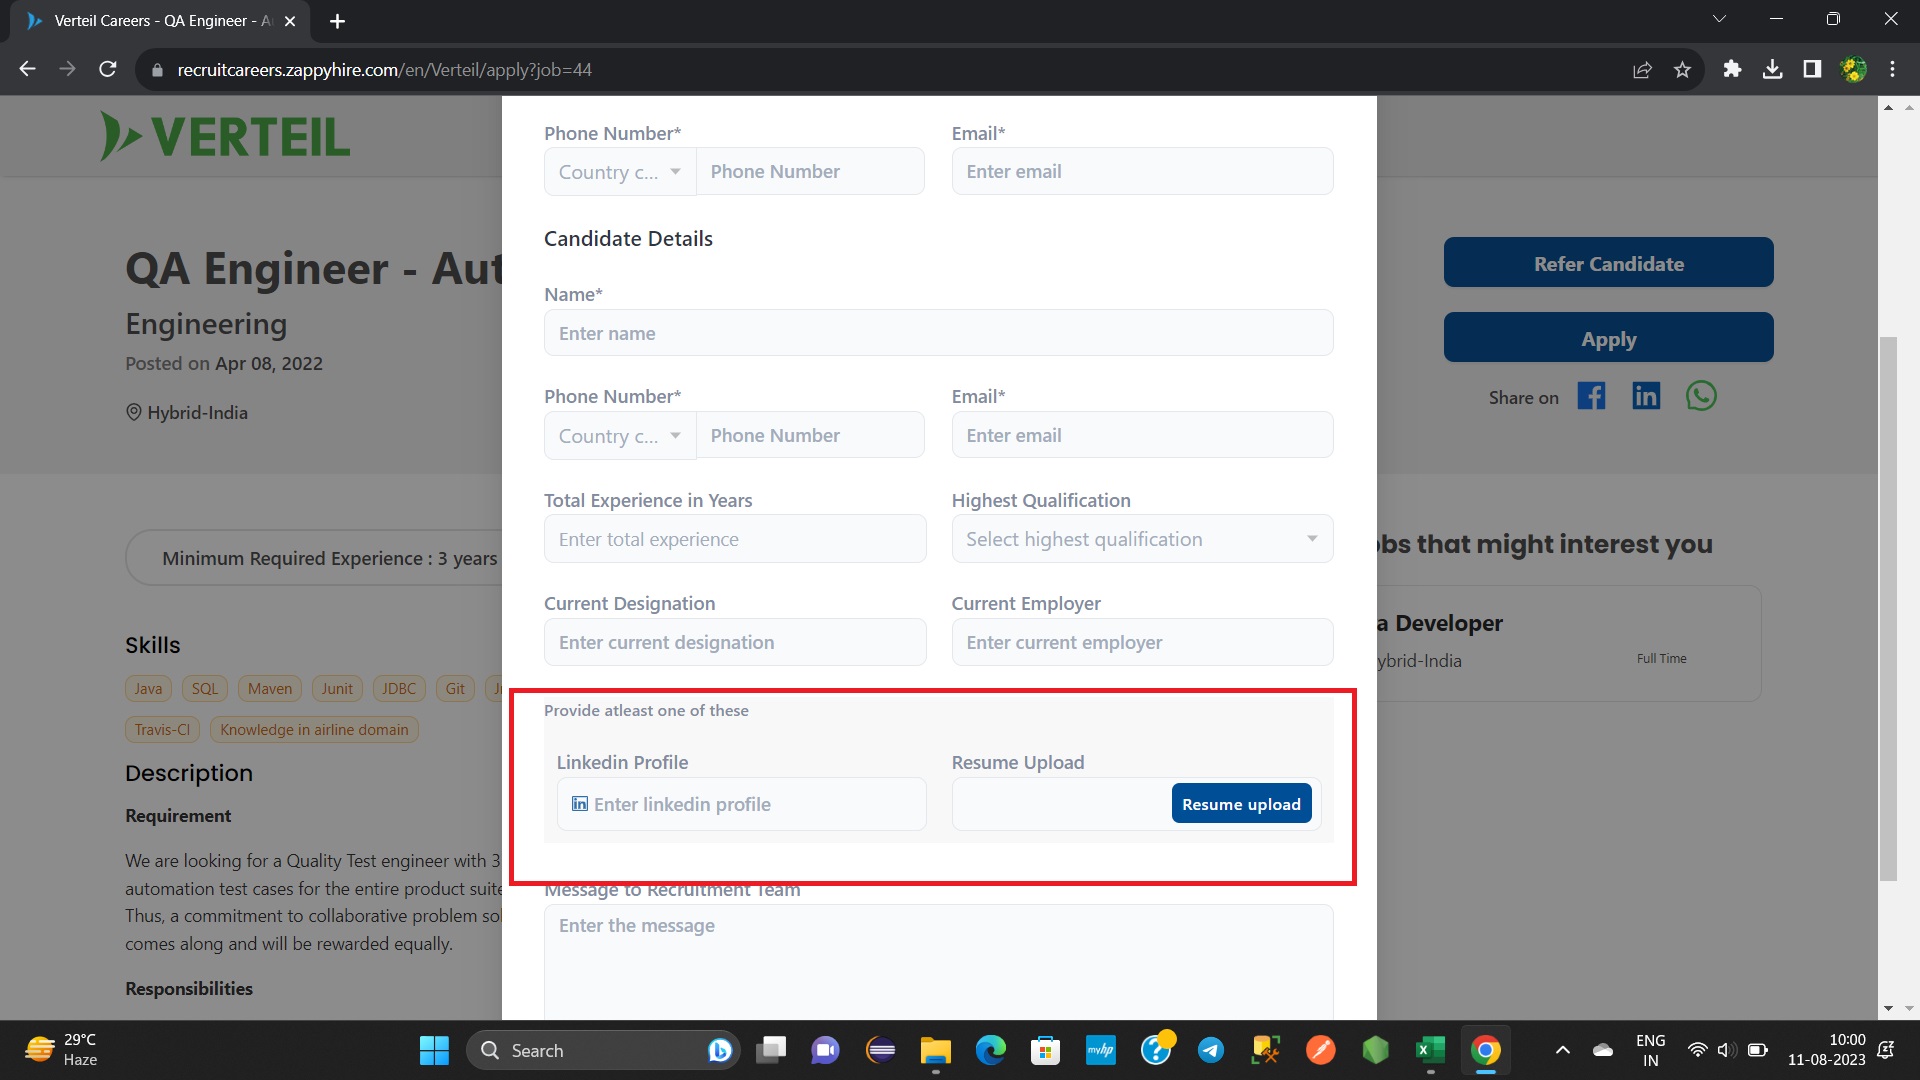 Verteil Careers - QA Engineer - A
recruitcareers.zappyhire.com/en/Verteil/apply?job=44
VERTEIL
QA Engineer - Aut
Engineering
Posted on Apr 08, 2022
Hybrid-India
Minimum Required Experience : 3 years
Skills
Java SQL Maven Junit JDBC Git
Travis-CI Knowledge in airline domain
Description
Requirement
We are looking for a Quality Test engineer with 3
automation test cases for the entire product suite
Thus, a commitment to collaborative problem sol
comes along and will be rewarded equally.
Responsibilities
Phone Number* Email*
Country c... Phone Number Enter email
Candidate Details
Name*
Enter name
Phone Number* Email*
Country c... Phone Number Enter email
Total Experience in Years Highest Qualification
Enter total experience Select highest qualification
Current Designation Current Employer
Enter current designation Enter current employer
Provide atleast one of these
Linkedin Profile Resume Upload
in Enter linkedin profile Resume upload
Message to Recruitment Team
Enter the message
Refer Candidate
Apply
Share on
obs that might interest you
a Developer
ybrid-India Full Time
29°C
Haze
Search
myhp
ENG
IN
10:00
11-08-2023